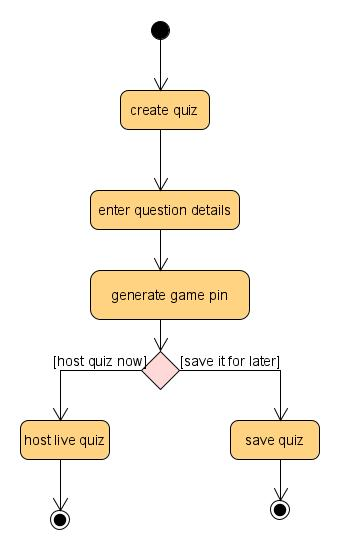 create quiz
enter question details
generate game pin
[host quiz now]
[save it for later]
host live quiz
save quiz